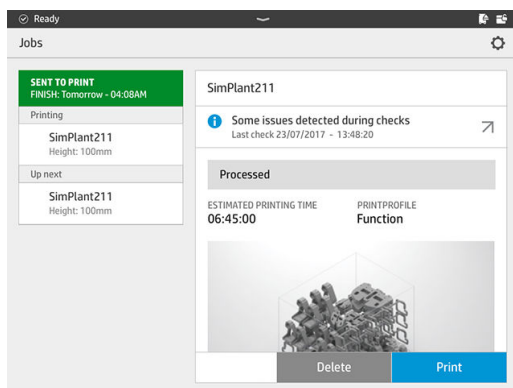 Ready
Jobs
SENT TO PRINT
FINISH: Tomorrow - 04:08AM
Printing
SimPlant211
Height: 100mm
Up next
SimPlant211
Height: 100mm
SimPlant211
Some issues detected during checks
Last check 23/07/2017 - 13:48:20
Processed
ESTIMATED PRINTING TIME
06:45:00
PRINTPROFILE
Function
Delete
Print